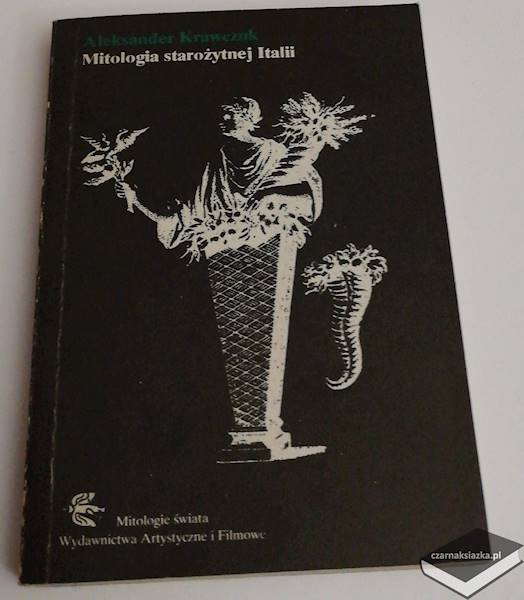 Aleksander Krawczuk
Mitologia starożytnej Italii
Mitologie świata
Wydawnictwa Artystyczne i Filmowe
czarnaksiazka.pl